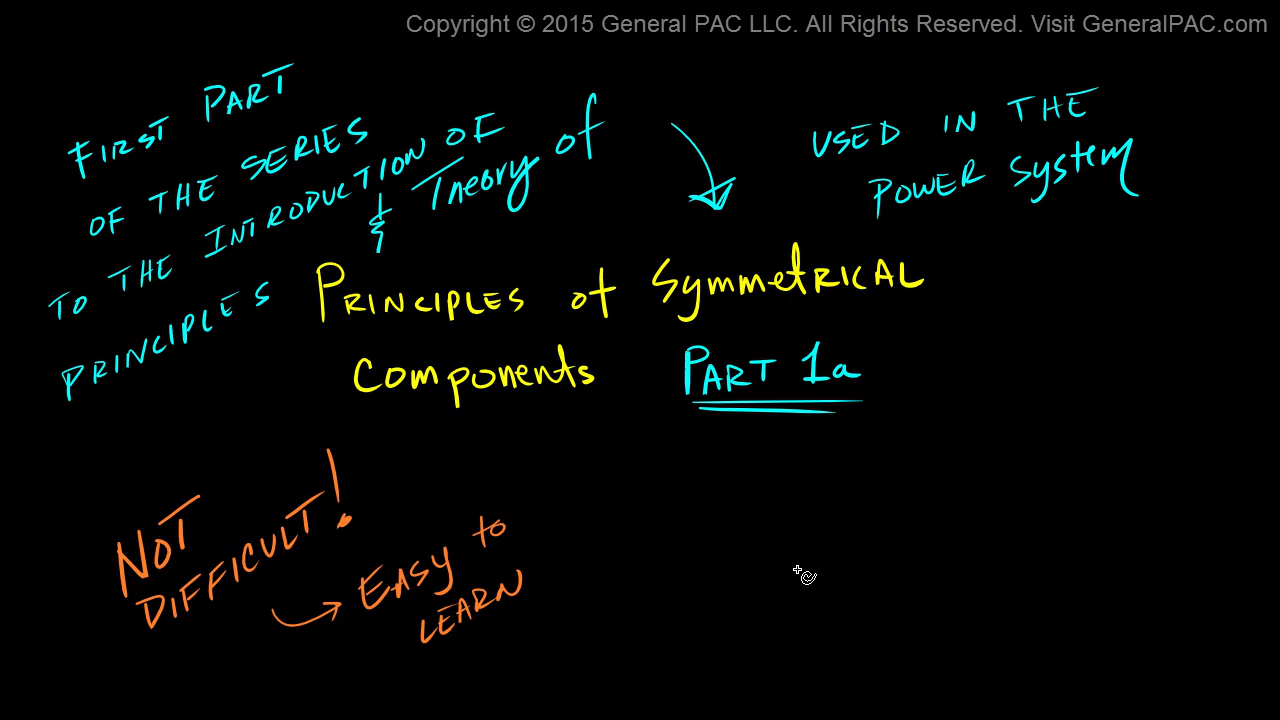 Copyright © 2015 General PAC LLC. All Rights Reserved. Visit GeneralPAC.com
FIRST PART
OF THE SERIES
TO THE INTRODUCTION OF
PRINCIPLES
& Theory of
USED IN THE
POWER System
PRINCIPLES of SymmetRICAL
Components PART 1a
NOT
DIFFICULT!
→ EASY to
LEARN